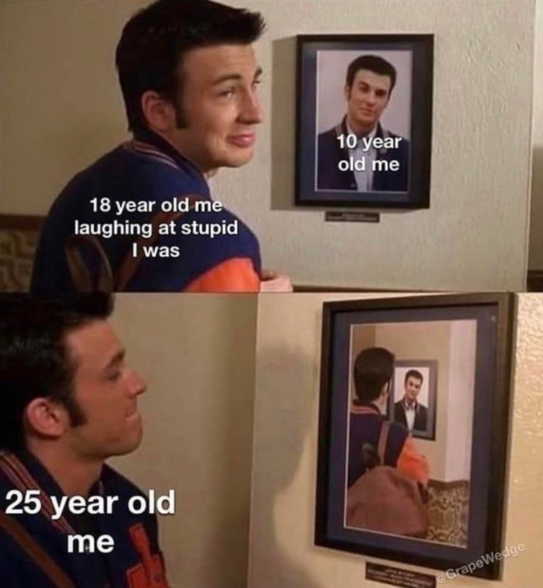 10 year
old me
18 year old me
laughing at stupid
I was
25 year old
me
@GrapeWedge